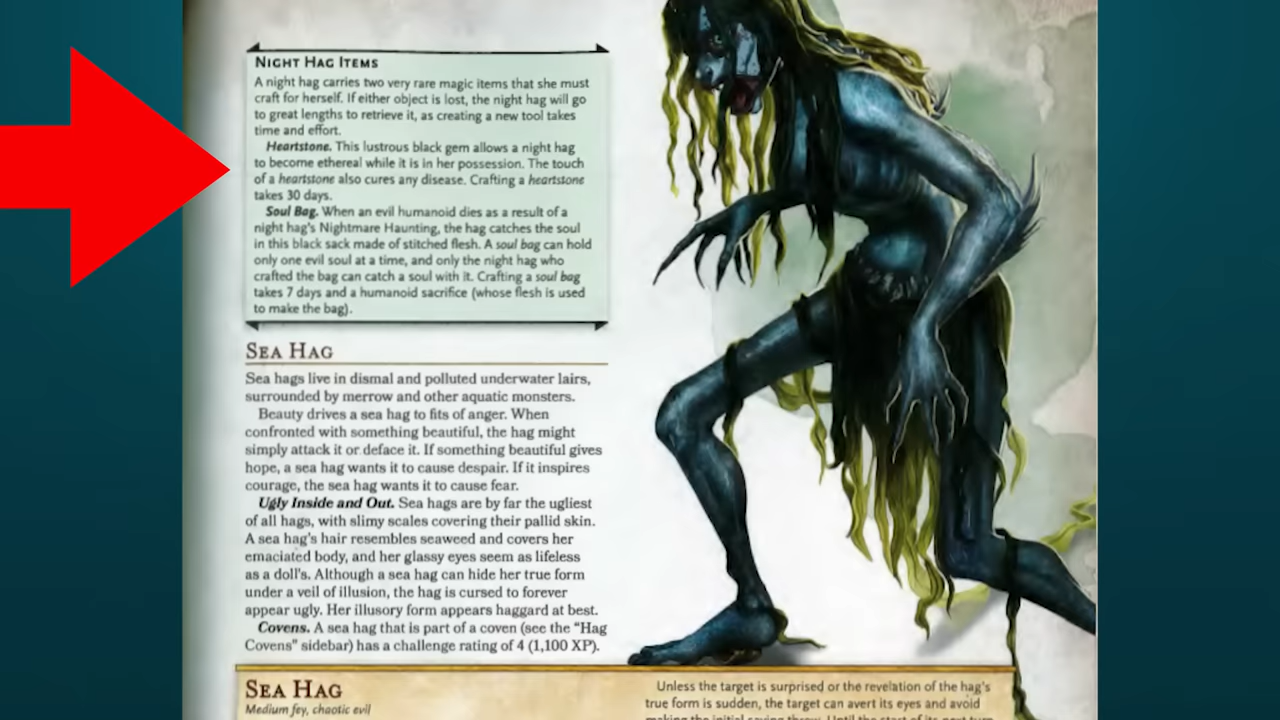 NIGHT HAG ITEMS
A night hag carries two very rare magic items that she must
craft for herself. If either object is lost, the night hag will go
to great lengths to retrieve it, as creating a new tool takes
time and effort.
Heartstone. This lustrous black gem allows a night hag
to become ethereal while it is in her possession. The touch
of a heartstone also cures any disease. Crafting a heartstone
takes 30 days.
Soul Bag. When an evil humanoid dies as a result of a
night hag's Nightmare Haunting, the hag catches the soul
in this black sack made of stitched flesh. A soul bag can hold
only one evil soul at a time, and only the night hag who
crafted the bag can catch a soul with it. Crafting a soul bag
takes 7 days and a humanoid sacrifice (whose flesh is used
to make the bag).
SEA HAG
Sea hags live in dismal and polluted underwater lairs,
surrounded by merrow and other aquatic monsters.
Beauty drives a sea hag to fits of anger. When
confronted with something beautiful, the hag might
simply attack it or deface it. If something beautiful gives
hope, a sea hag wants it to cause despair. If it inspires
courage, the sea hag wants it to cause fear.
Ugly Inside and Out. Sea hags are by far the ugliest
of all hags, with slimy scales covering their pallid skin.
A sea hag's hair resembles seaweed and covers her
emaciated body, and her glassy eyes seem as lifeless
as a doll's. Although a sea hag can hide her true form
under a veil of illusion, the hag is cursed to forever
appear ugly. Her illusory form appears haggard at best.
Covens. A sea hag that is part of a coven (see the "Hag
Covens" sidebar) has a challenge rating of 4 (1,100 XP).
SEA HAG
Medium fey, chaotic evil
Unless the target is surprised or the revelation of the hag's
true form is sudden, the target can avert its eyes and avoid
making the initial saving throw. Until the start of its next turn,